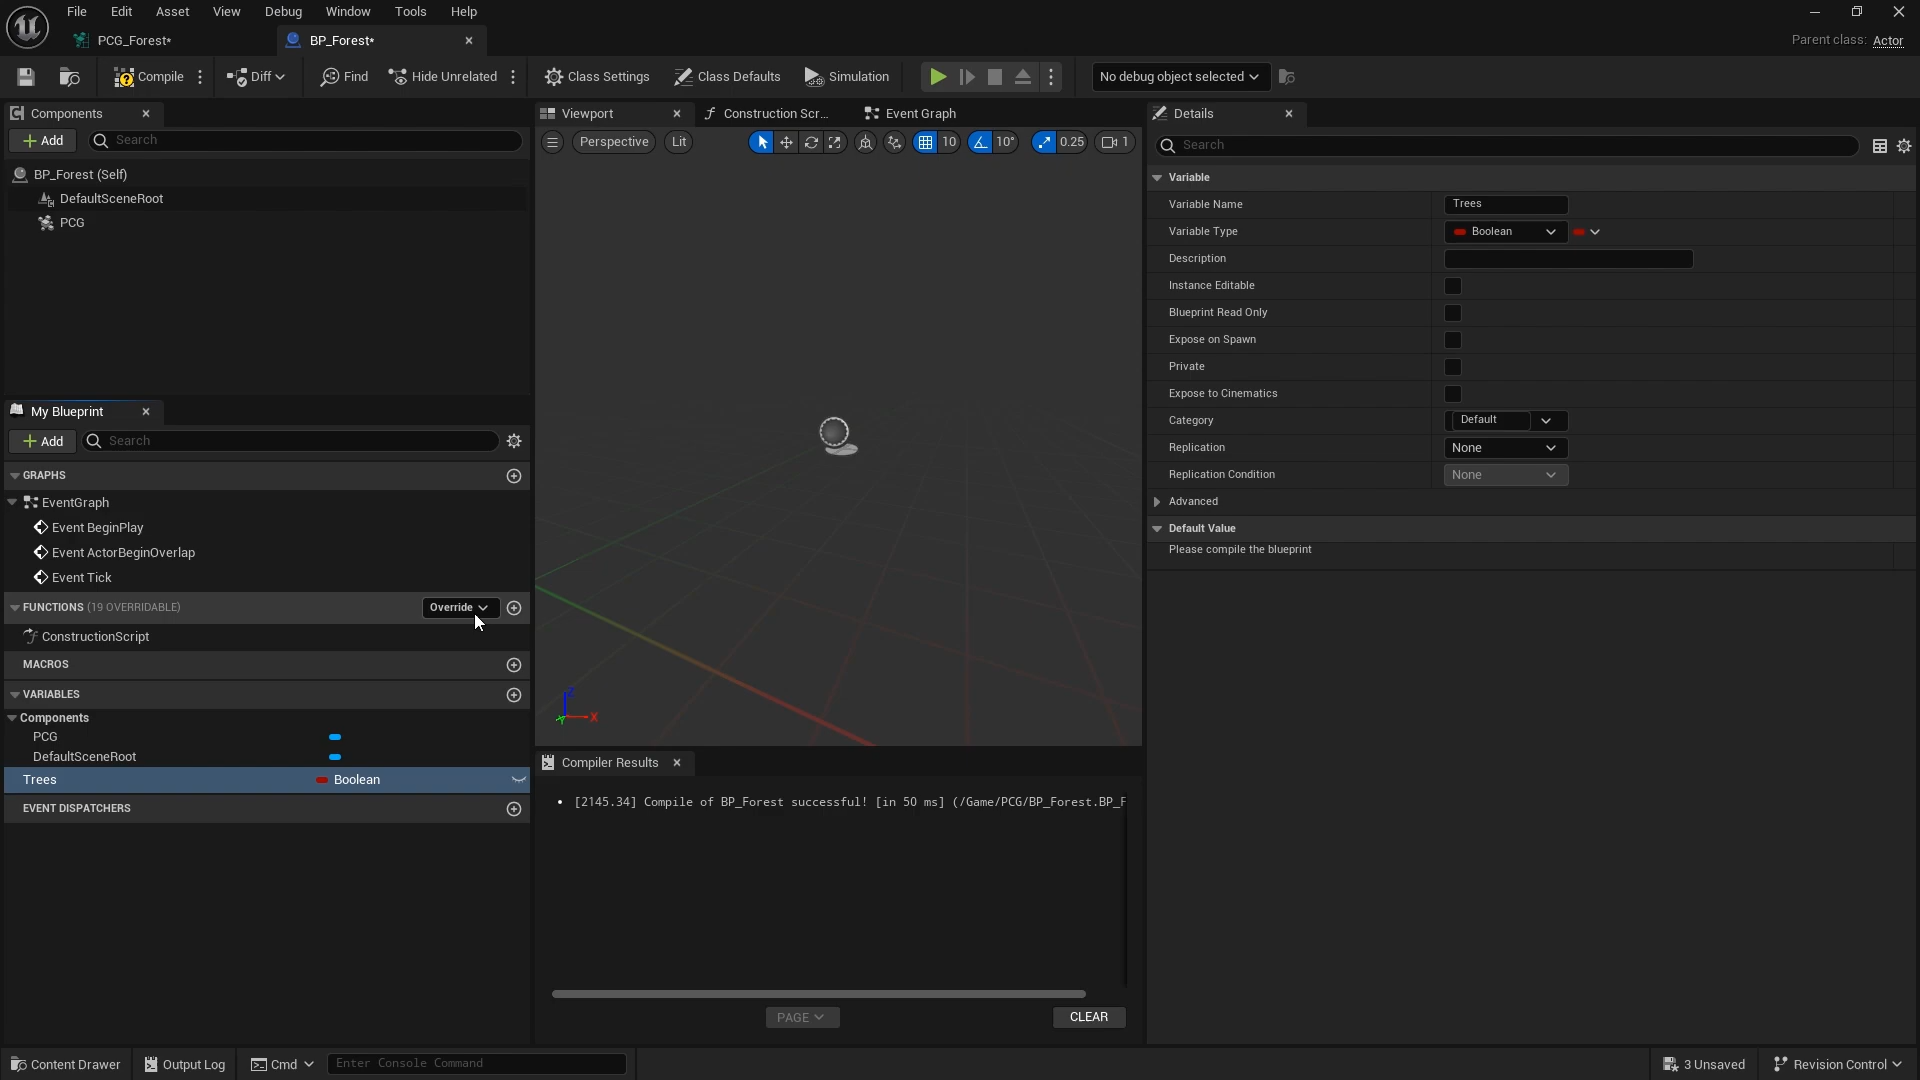 File Edit Asset View Debug Window Tools Help
PCG_Forest* BP_Forest*
Parent class: Actor
Compile Diff Find Hide Unrelated Class Settings Class Defaults Simulation No debug object selected
Components
Add Search
BP_Forest (Self)
DefaultSceneRoot
PCG
My Blueprint
Add Search
GRAPHS
EventGraph
Event BeginPlay
Event ActorBeginOverlap
Event Tick
FUNCTIONS (19 OVERRIDABLE) Override
ConstructionScript
MACROS
VARIABLES
Components
PCG
DefaultSceneRoot
Trees Boolean
EVENT DISPATCHERS
Viewport Construction Scr... Event Graph
Perspective Lit 10 10° 0.25 1
Z
Y X
Compiler Results
[2145.34] Compile of BP_Forest successful! [in 50 ms] (/Game/PCG/BP_Forest.BP_F
PAGE CLEAR
Details
Search
Variable
Variable Name Trees
Variable Type Boolean
Description
Instance Editable
Blueprint Read Only
Expose on Spawn
Private
Expose to Cinematics
Category Default
Replication None
Replication Condition None
Advanced
Default Value
Please compile the blueprint
Content Drawer Output Log Cmd Enter Console Command 3 Unsaved Revision Control